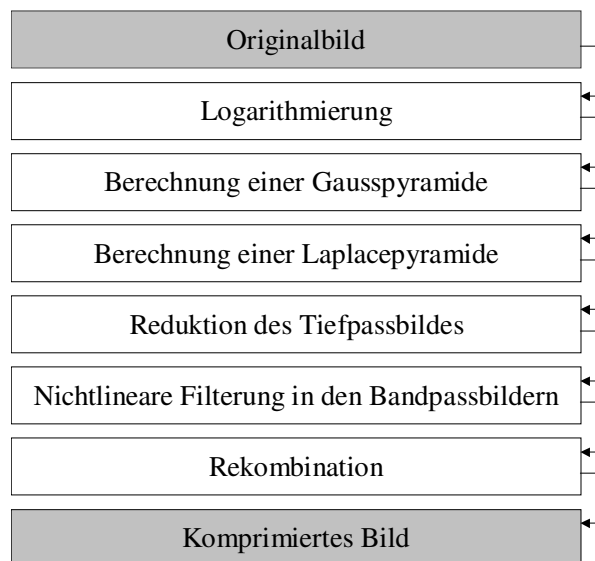 Originalbild
Logarithmierung
Berechnung einer Gausspyramide
Berechnung einer Laplacepyramide
Reduktion des Tiefpassbildes
Nichtlineare Filterung in den Bandpassbildern
Rekombination
Komprimiertes Bild